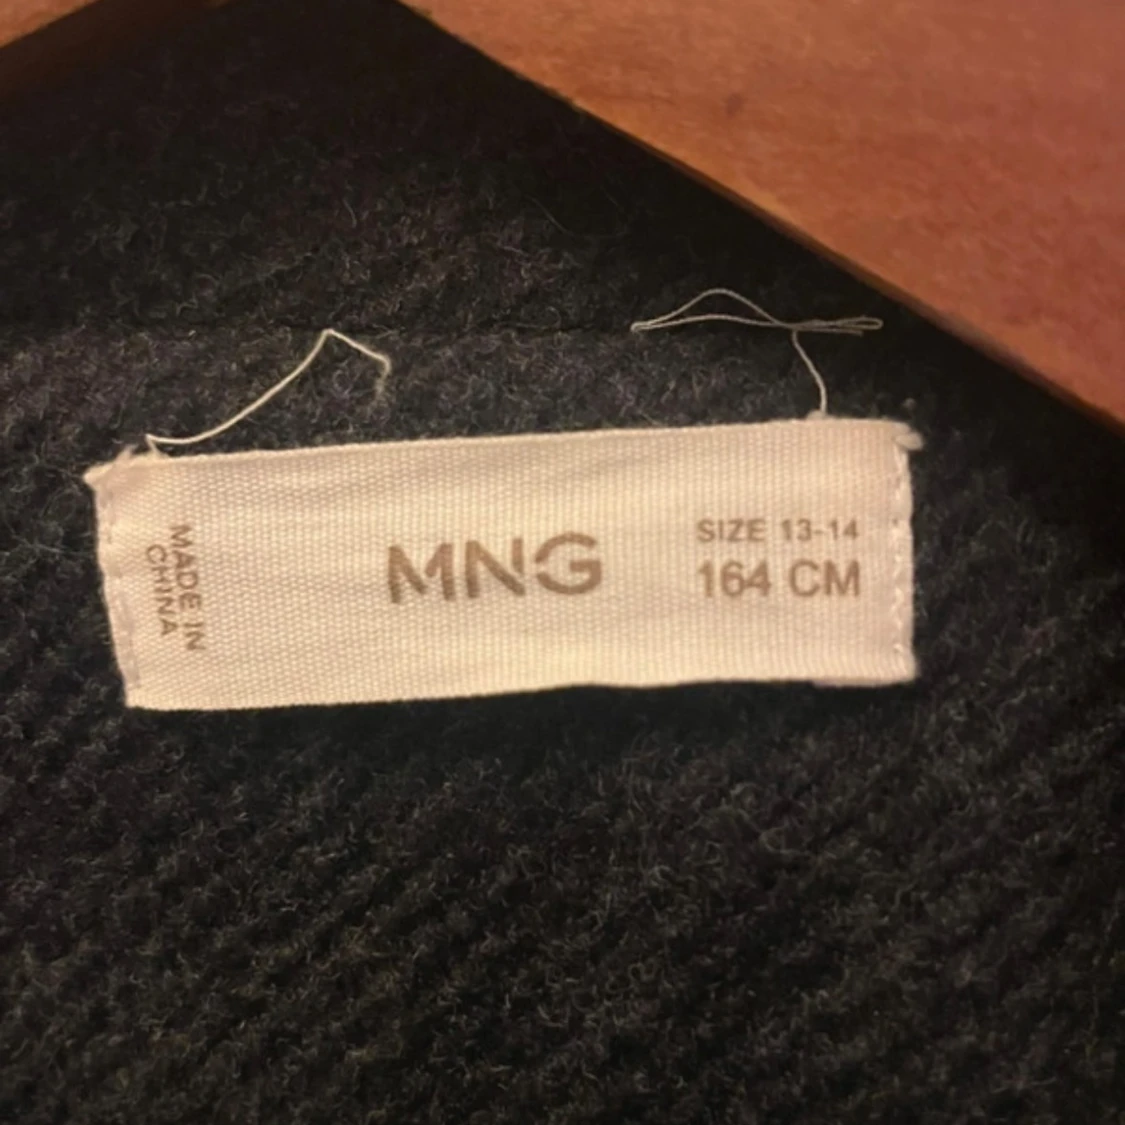 MADE IN
CHINA
MNG
SIZE 13-14
164 CM